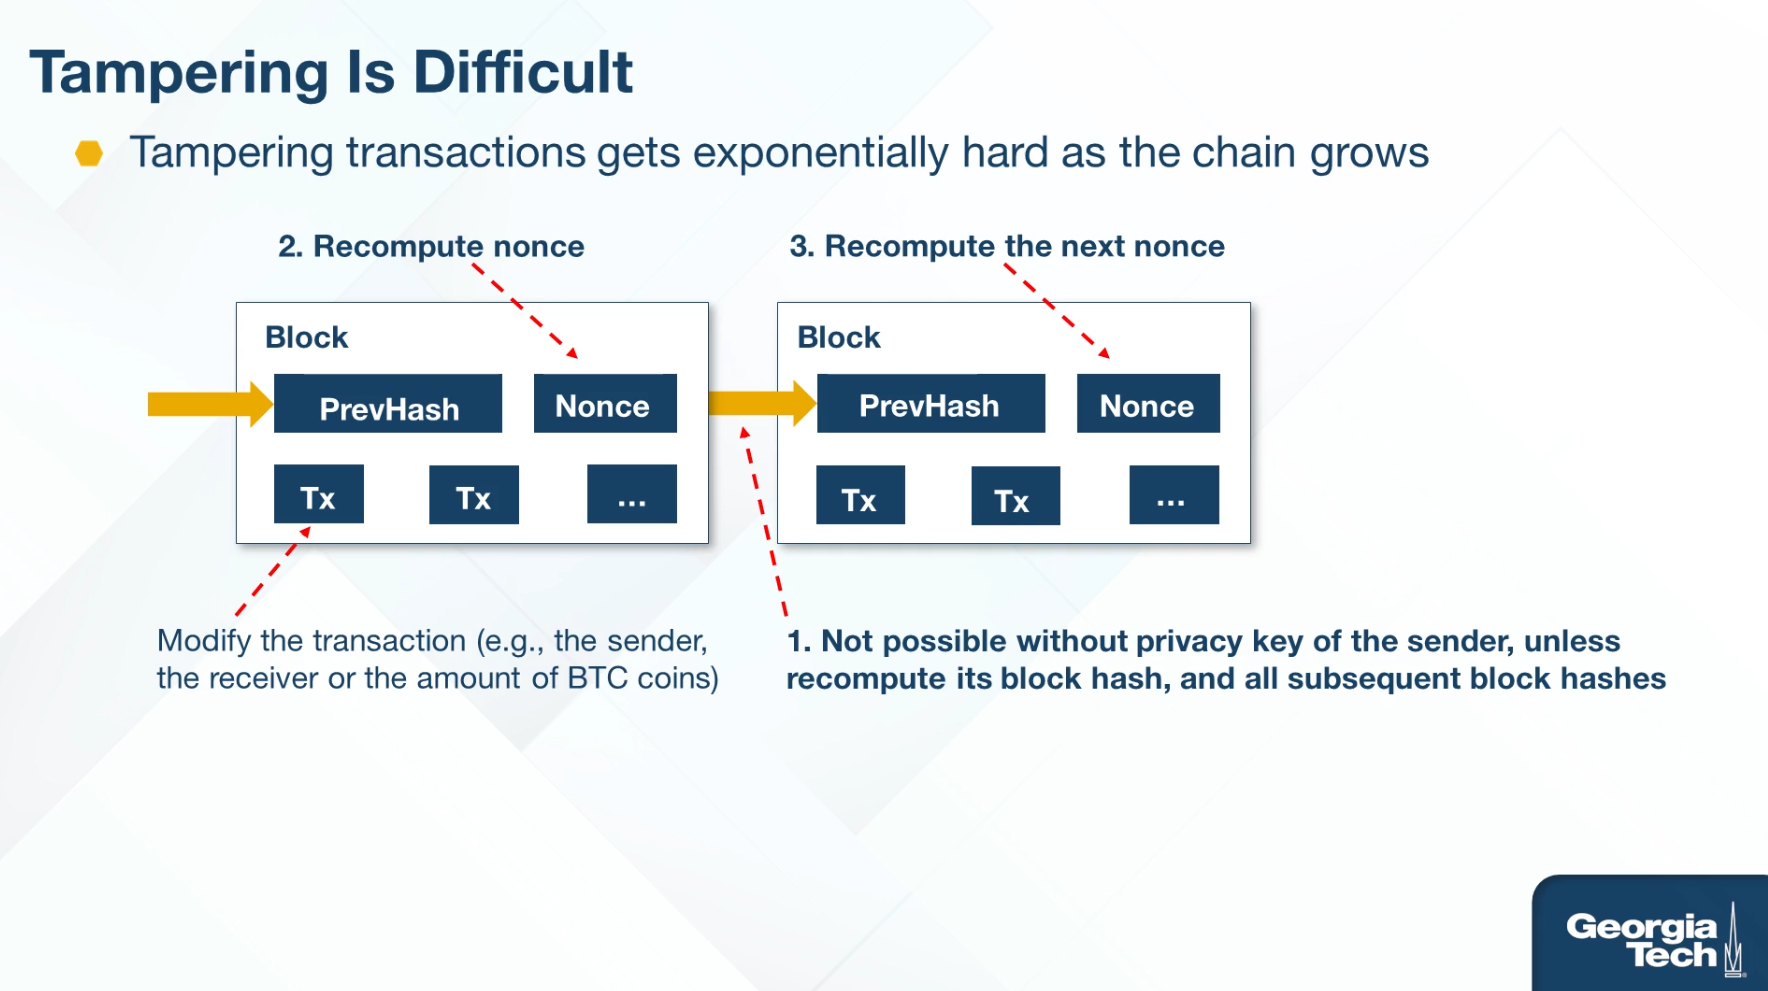 Tampering Is Difficult
Tampering transactions gets exponentially hard as the chain grows
2. Recompute nonce
3. Recompute the next nonce
Block
PrevHash
Nonce
Tx
Tx
...
Block
PrevHash
Nonce
Tx
Tx
...
Modify the transaction (e.g., the sender,
the receiver or the amount of BTC coins)
1. Not possible without privacy key of the sender, unless
recompute its block hash, and all subsequent block hashes
Georgia
Tech